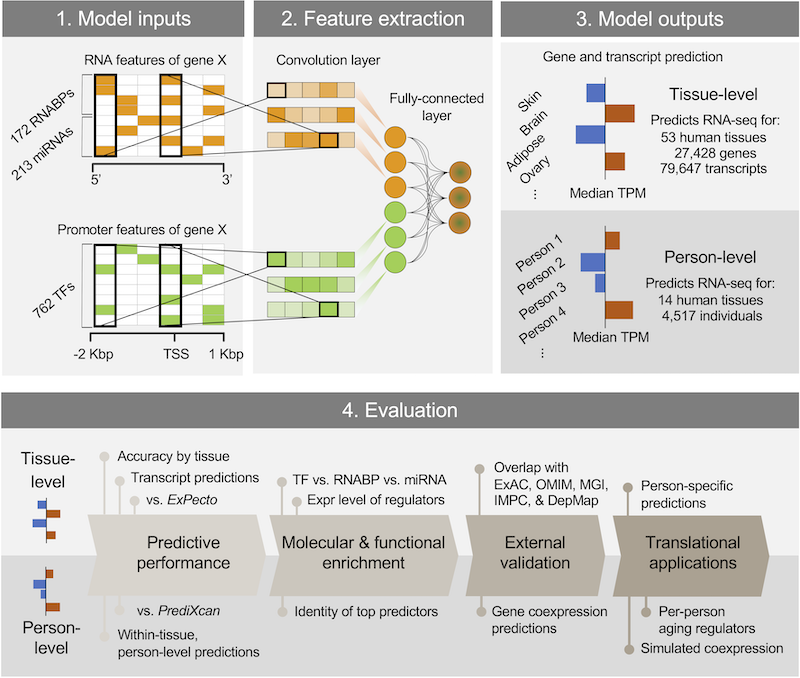 1. Model inputs
RNA features of gene X
172 RNABPs
213 miRNAs
5'
3'
Promoter features of gene X
762 TFs
-2 Kbp
TSS
1 Kbp
2. Feature extraction
Convolution layer
Fully-connected
layer
3. Model outputs
Gene and transcript prediction
Skin
Brain
Adipose
Ovary
...
Median TPM
Tissue-level
Predicts RNA-seq for:
53 human tissues
27,428 genes
79,647 transcripts
Person 1
Person 2
Person 3
Person 4
...
Median TPM
Person-level
Predicts RNA-seq for:
14 human tissues
4,517 individuals
4. Evaluation
Tissue-
level
Person-
level
Accuracy by tissue
Transcript predictions
vs. ExPecto
Predictive
performance
vs. PrediXcan
Within-tissue,
person-level predictions
TF vs. RNABP vs. miRNA
Expr level of regulators
Molecular & functional
enrichment
Identity of top predictors
Overlap with
ExAC, OMIM, MGI,
IMPC, & DepMap
External
validation
Gene coexpression
predictions
Person-specific
predictions
Translational
applications
Per-person
aging regulators
Simulated coexpression